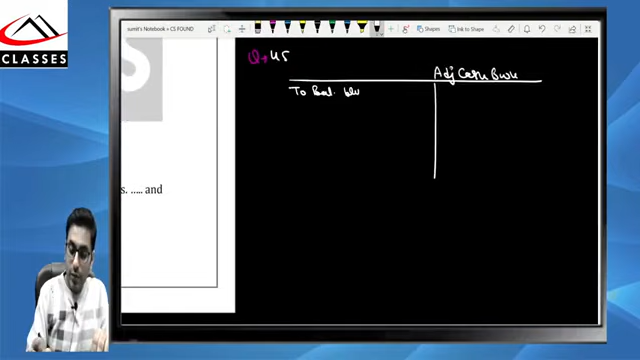 sumit's Notebook » CS FOUND
Shapes
Ink to Shape
CLASSES
S
Q→ 45
Adj Cash Book
To Bal. b/d
s. ..... and